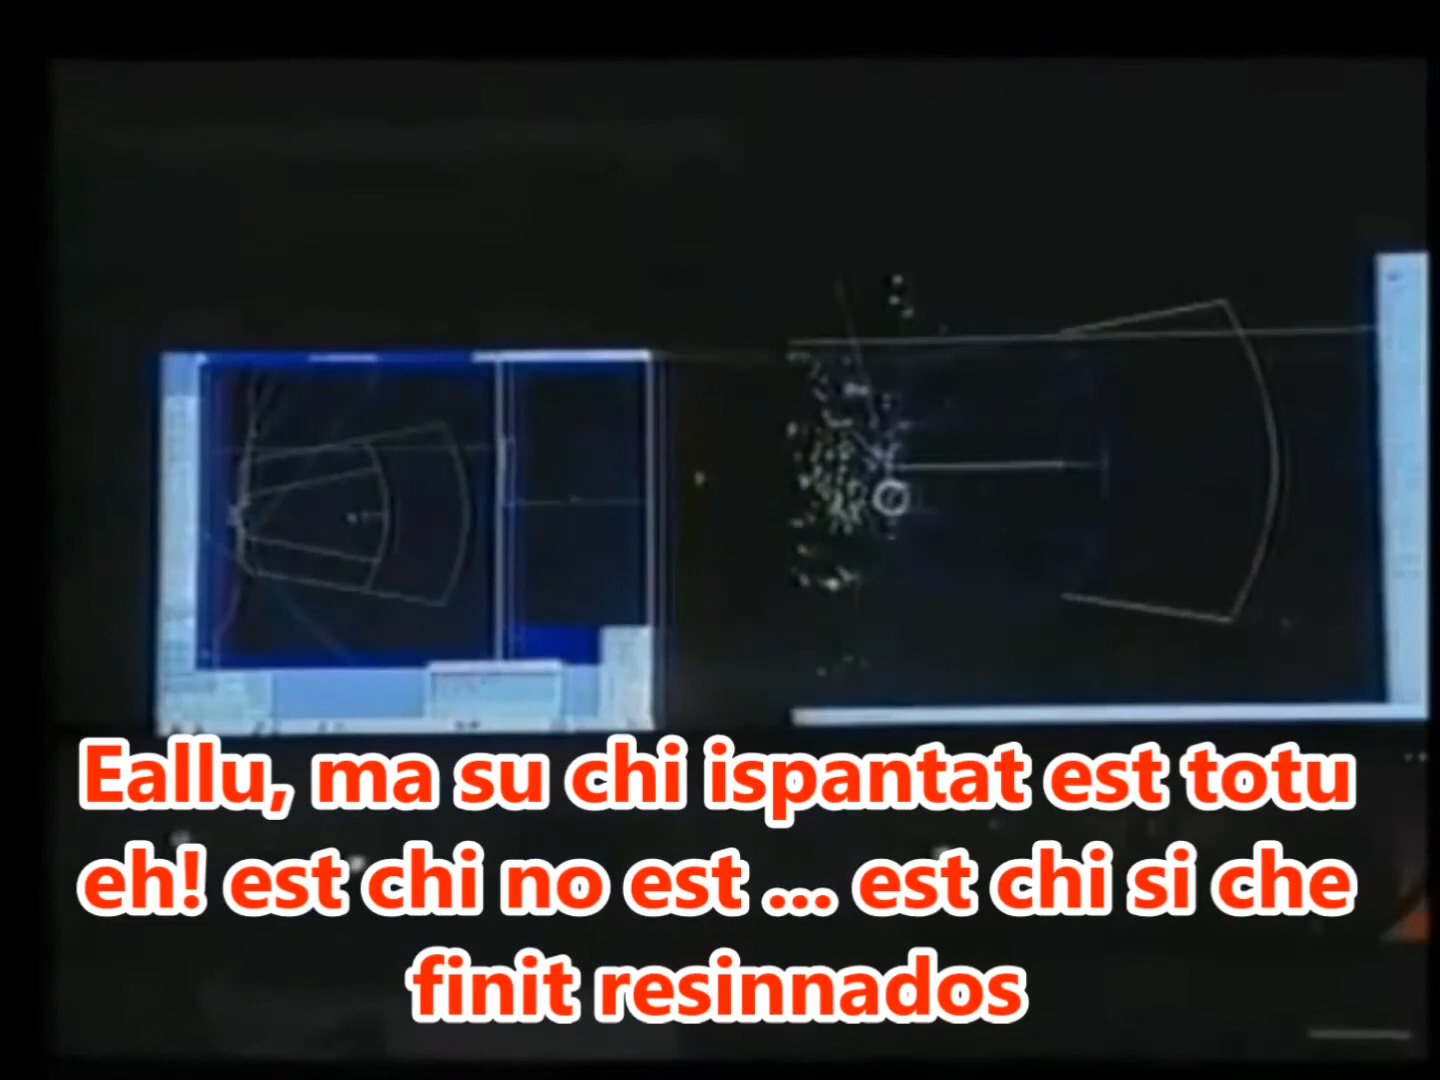 Eallu, ma su chi ispantat est totu
eh! est chi no est ... est chi si che
finit resinnados